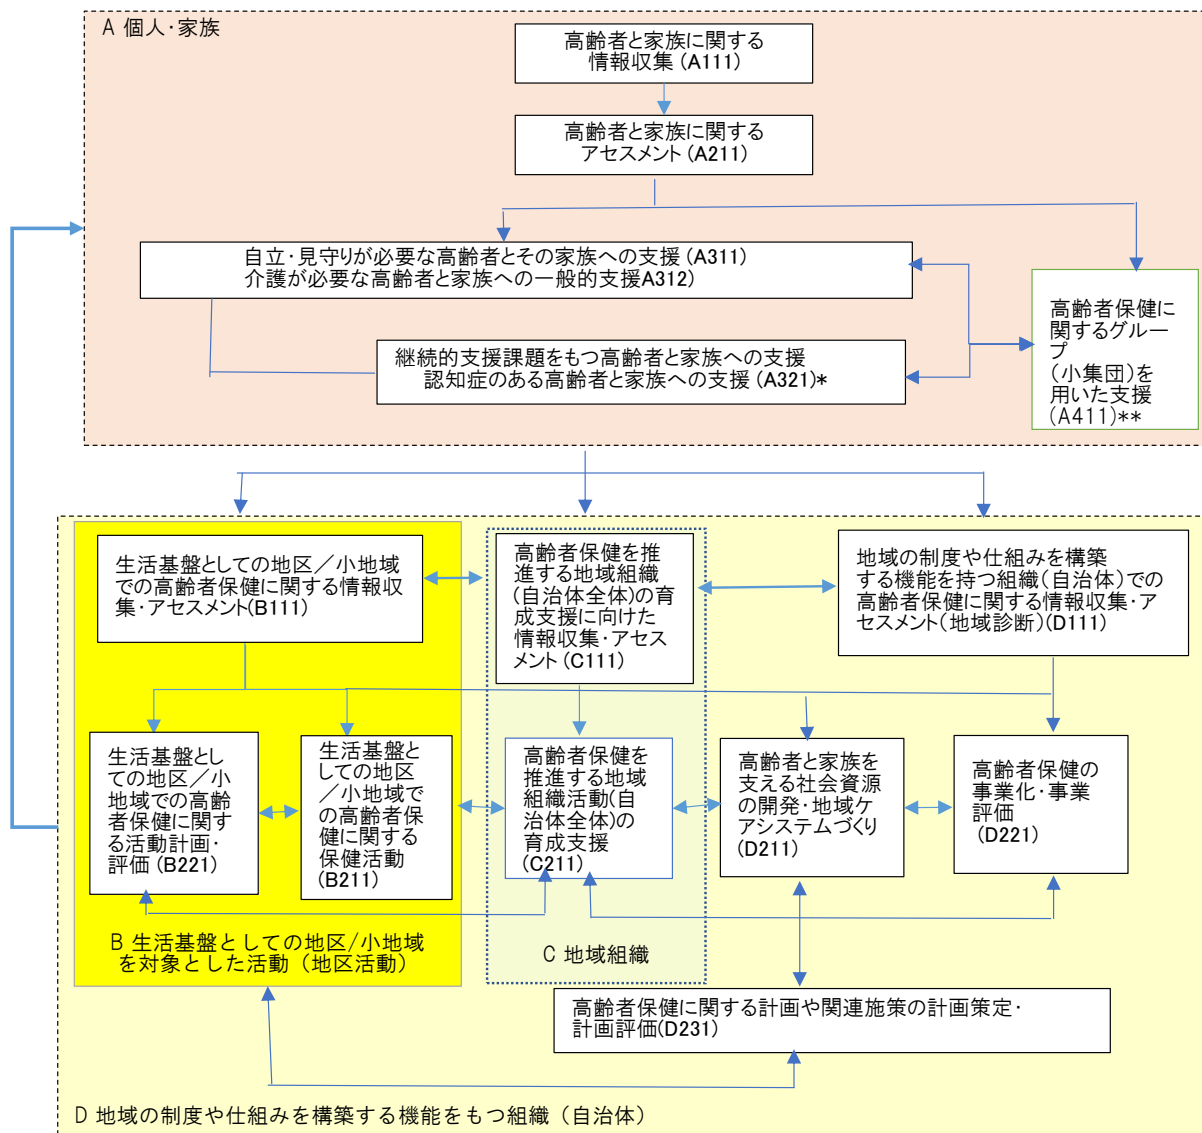 A 個人・家族
高齢者と家族に関する
情報収集 (A111)
高齢者と家族に関する
アセスメント (A211)
自立・見守りが必要な高齢者とその家族への支援 (A311)
介護が必要な高齢者と家族への一般的支援A312)
継続的支援課題をもつ高齢者と家族への支援
認知症のある高齢者と家族への支援 (A321)*
高齢者保健に
関するグルー
プ
(小集団)を
用いた支援
(A411)**
生活基盤としての地区／小地域
での高齢者保健に関する情報収
集・アセスメント(B111)
高齢者保健を推
進する地域組織
(自治体全体)の育
成支援に向けた
情報収集・アセス
メント (C111)
地域の制度や仕組みを構築
する機能を持つ組織(自治体)での
高齢者保健に関する情報収集・ア
セスメント(地域診断)(D111)
生活基盤とし
ての地区／小
地域での高齢
者保健に関す
る活動計画・
評価 (B221)
生活基盤とし
ての地区
／小地域で
の高齢者保
健に関する
保健活動
(B211)
高齢者保健を
推進する地域
組織活動(自
治体全体)の
育成支援
(C211)
高齢者と家族を
支える社会資源
の開発・地域ケ
アシステムづくり
(D211)
高齢者保健の
事業化・事業
評価
(D221)
B 生活基盤としての地区/小地域
を対象とした活動（地区活動）
C 地域組織
高齢者保健に関する計画や関連施策の計画策定・
計画評価(D231)
D 地域の制度や仕組みを構築する機能をもつ組織（自治体）